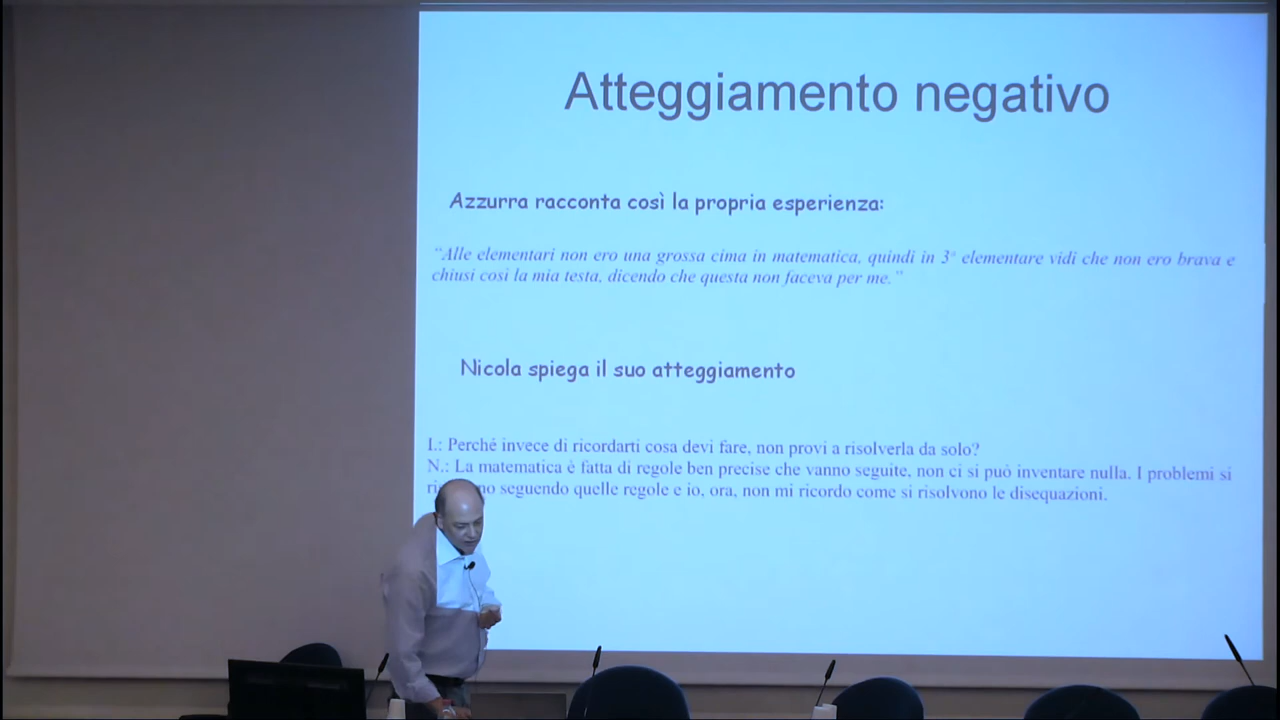 Atteggiamento negativo
Azzurra racconta così la propria esperienza:
“Alle elementari non ero una grossa cima in matematica, quindi in 3ª elementare vidi che non ero brava e
chiusi così la mia testa, dicendo che questa non faceva per me.”
Nicola spiega il suo atteggiamento
I.: Perché invece di ricordarti cosa devi fare, non provi a risolverla da solo?
N.: La matematica è fatta di regole ben precise che vanno seguite, non ci si può inventare nulla. I problemi si
seguendo quelle regole e io, ora, non mi ricordo come si risolvono le disequazioni.